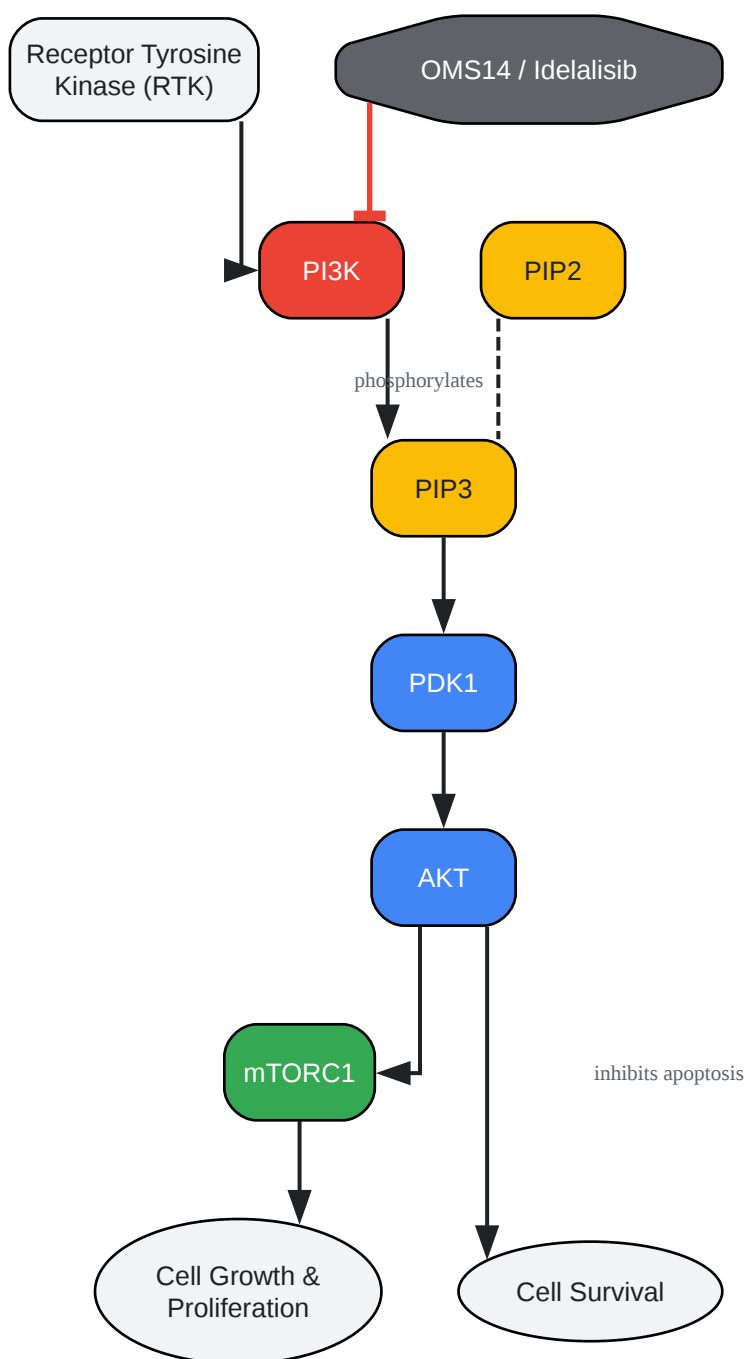 Receptor Tyrosine
Kinase (RTK)
OMS14 / Idelalisib
PI3K
PIP2
phosphorylates
PIP3
PDK1
AKT
mTORC1
inhibits apoptosis
Cell Growth &
Proliferation
Cell Survival